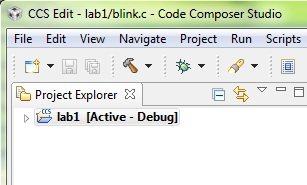 CCS Edit - lab1/blink.c - Code Composer Studio
File Edit View Navigate Project Run Scripts
Project Explorer
CCS lab1 [Active - Debug]